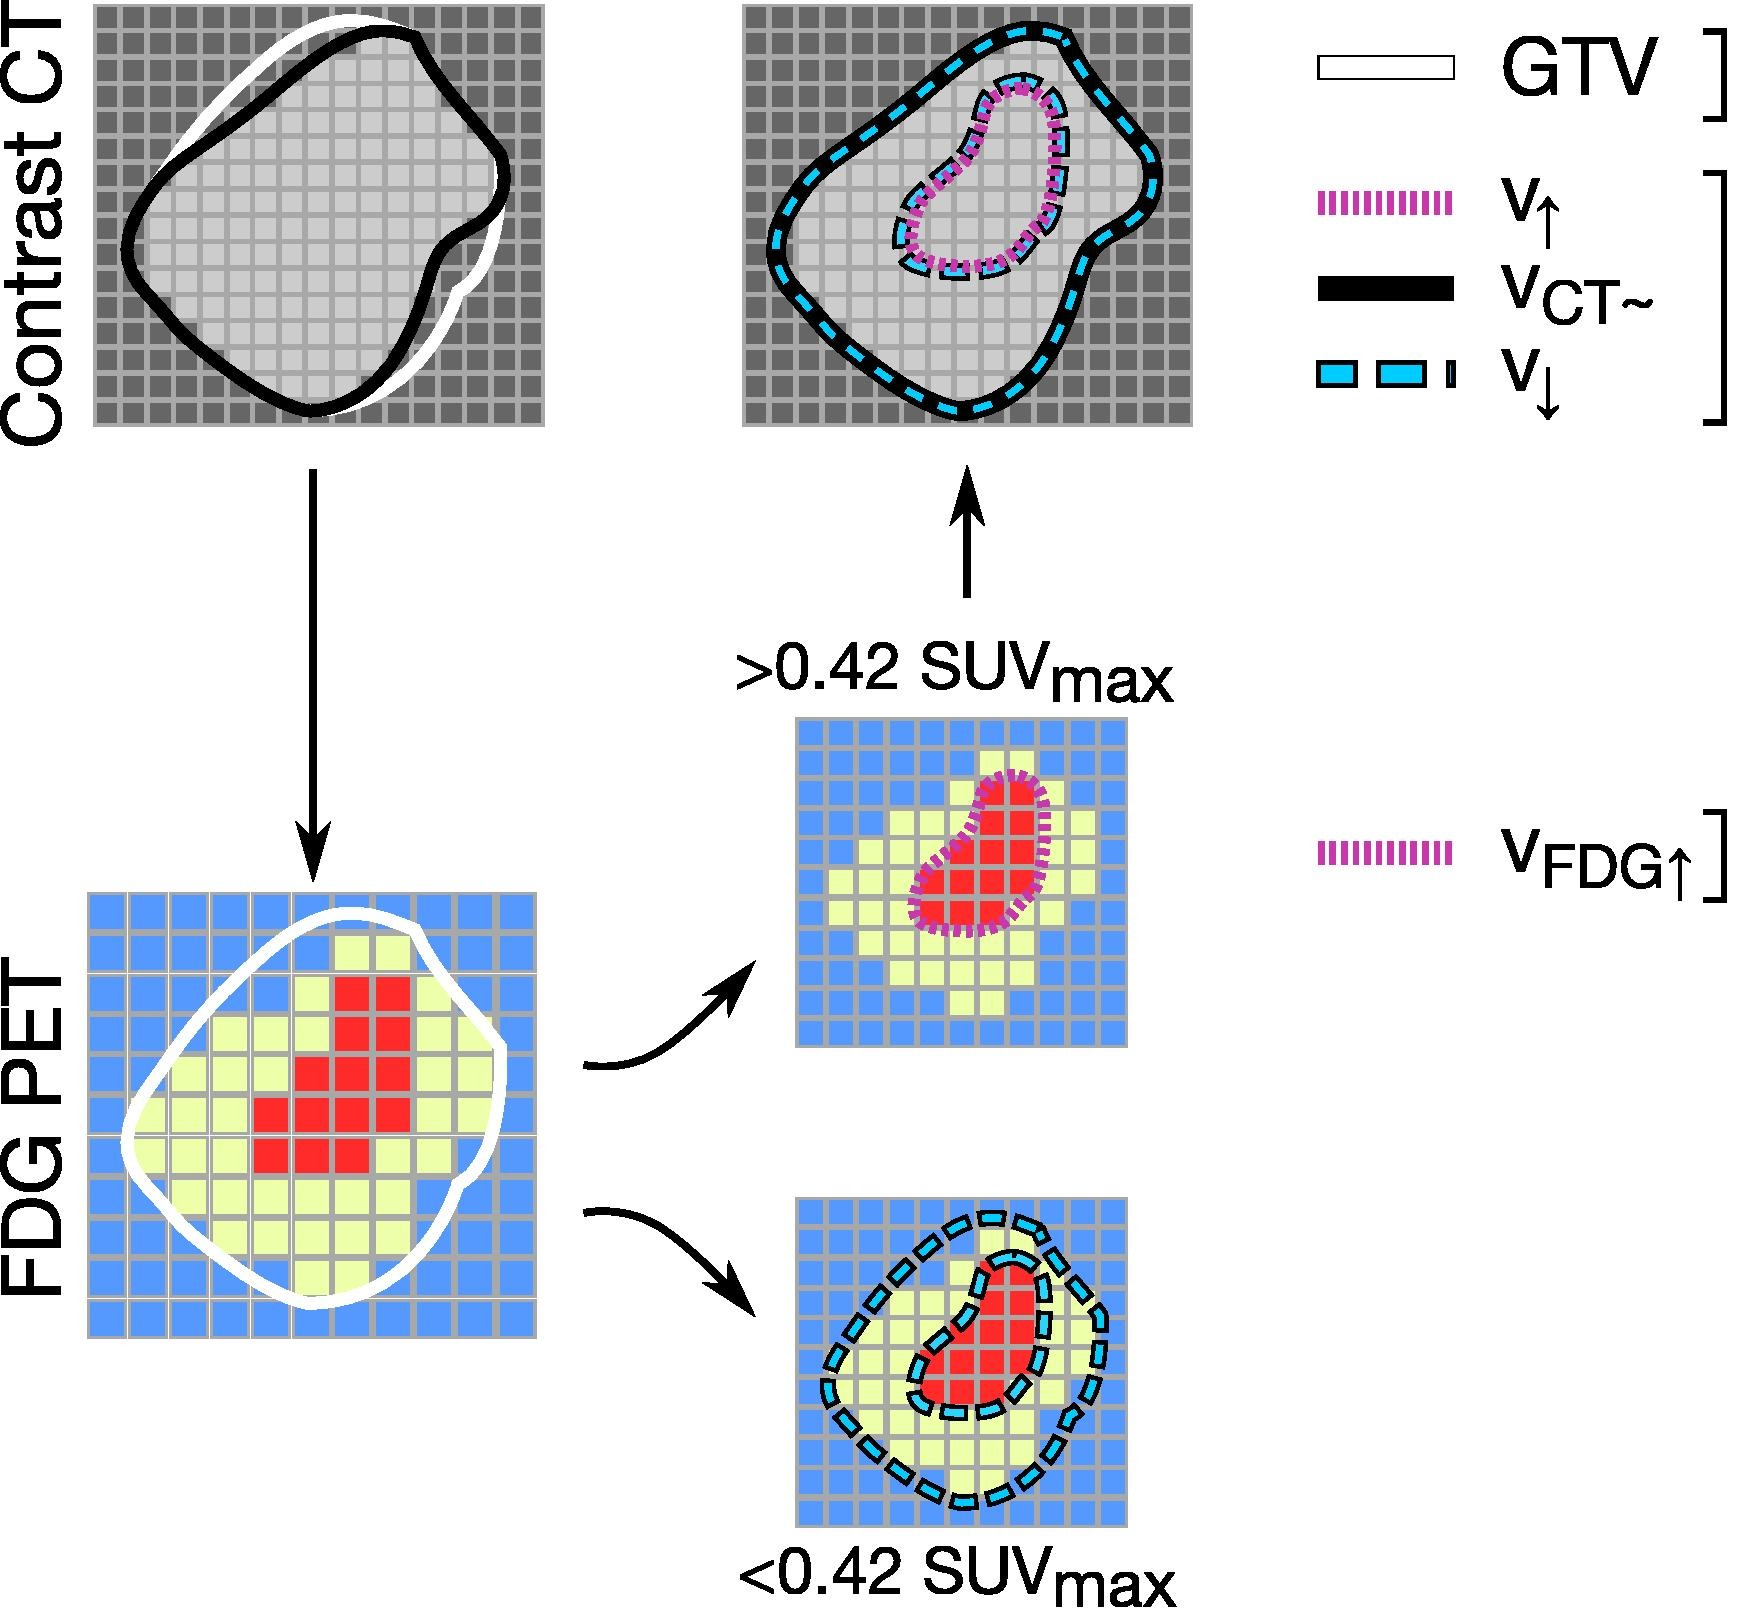 Contrast CT
GTV
v↑
vCT~
v↓
>0.42 SUVmax
vFDG↑
FDG PET
<0.42 SUVmax